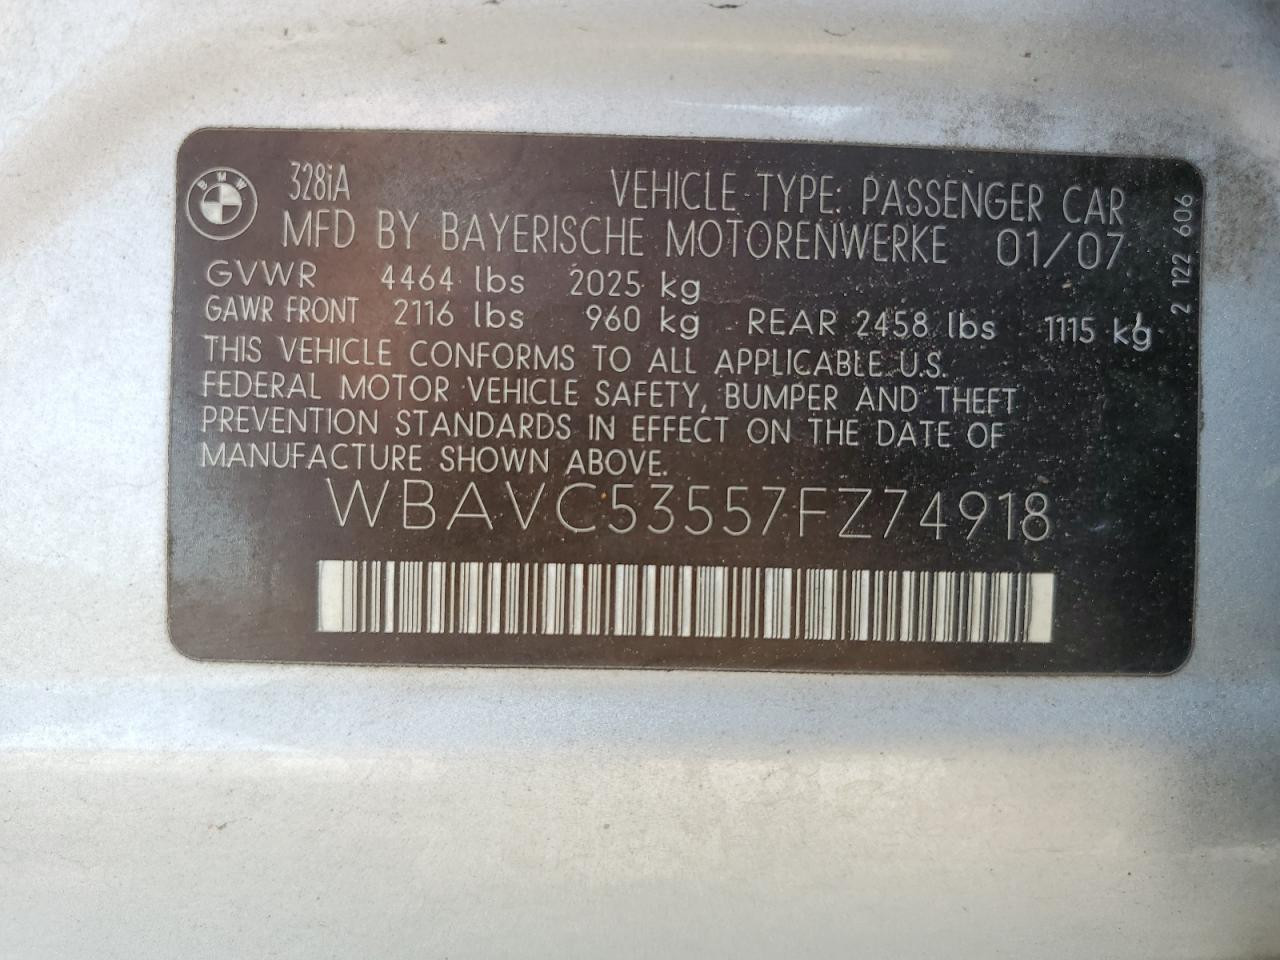 BMW
328iA
VEHICLE TYPE: PASSENGER CAR
MFD BY BAYERISCHE MOTORENWERKE 01/07
GVWR 4464 lbs 2025 kg
GAWR FRONT 2116 lbs 960 kg REAR 2458 lbs 1115 kg
THIS VEHICLE CONFORMS TO ALL APPLICABLE U.S.
FEDERAL MOTOR VEHICLE SAFETY, BUMPER AND THEFT
PREVENTION STANDARDS IN EFFECT ON THE DATE OF
MANUFACTURE SHOWN ABOVE.
WBAVC53557FZ74918
2 122 606